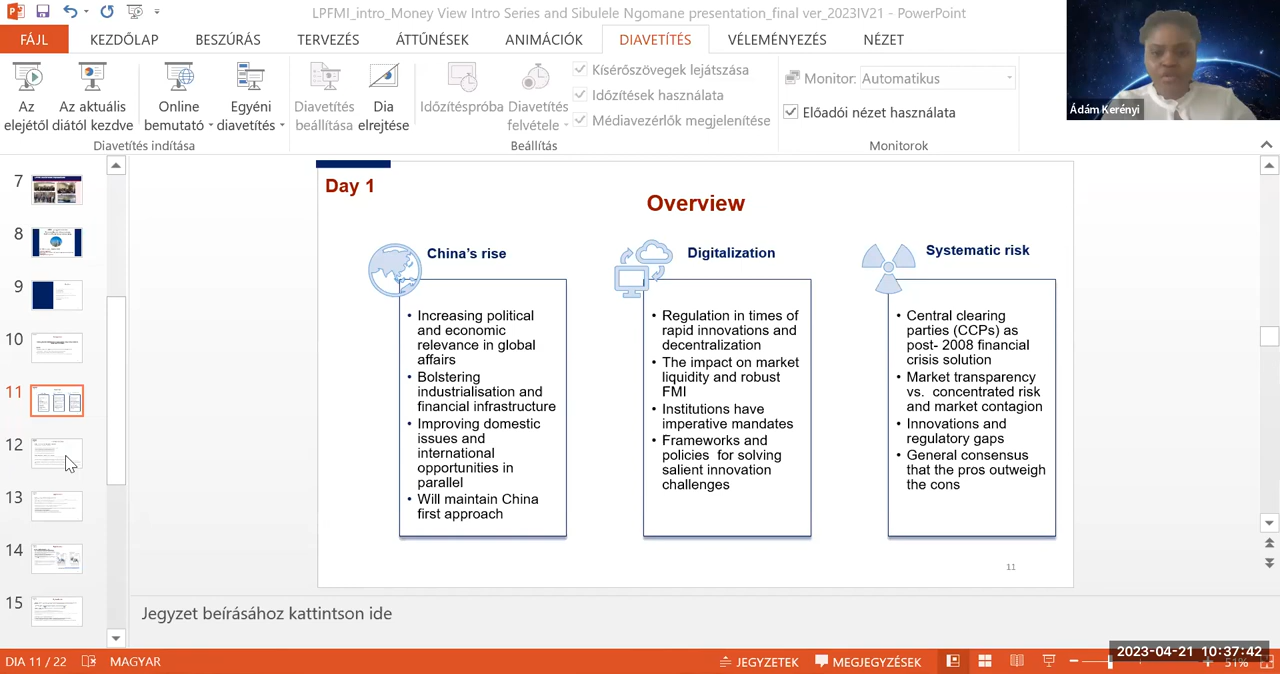 LPFMI_intro_Money View Intro Series and Sibulele Ngomane presentation_final ver_2023IV21 - PowerPoint
FÁJL KEZDŐLAP BESZÚRÁS TERVEZÉS ÁTTŰNÉSEK ANIMÁCIÓK DIAVETÍTÉS VÉLEMÉNYEZÉS NÉZET
Az elejétől
Az aktuális diától kezdve
Online bemutató
Egyéni diavetítés
Diavetítés indítása
Diavetítés beállítása
Dia elrejtése
Időzítéspróba
Diavetítés felvétele
Kísérőszövegek lejátszása
Időzítések használata
Médiavezérlők megjelenítése
Beállítás
Monitor: Automatikus
Előadói nézet használata
Monitorok
Ádám Kerényi
7
8
9
10
11
12
13
14
15
Day 1
Overview
China's rise
• Increasing political
and economic
relevance in global
affairs
• Bolstering
industrialisation and
financial infrastructure
• Improving domestic
issues and
international
opportunities in
parallel
• Will maintain China
first approach
Digitalization
• Regulation in times of
rapid innovations and
decentralization
• The impact on market
liquidity and robust
FMI
• Institutions have
imperative mandates
• Frameworks and
policies for solving
salient innovation
challenges
Systematic risk
• Central clearing
parties (CCPs) as
post- 2008 financial
crisis solution
• Market transparency
vs. concentrated risk
and market contagion
• Innovations and
regulatory gaps
• General consensus
that the pros outweigh
the cons
11
Jegyzet beírásához kattintson ide
DIA 11 / 22 MAGYAR JEGYZETEK MEGJEGYZÉSEK 51%
2023-04-21 10:37:42